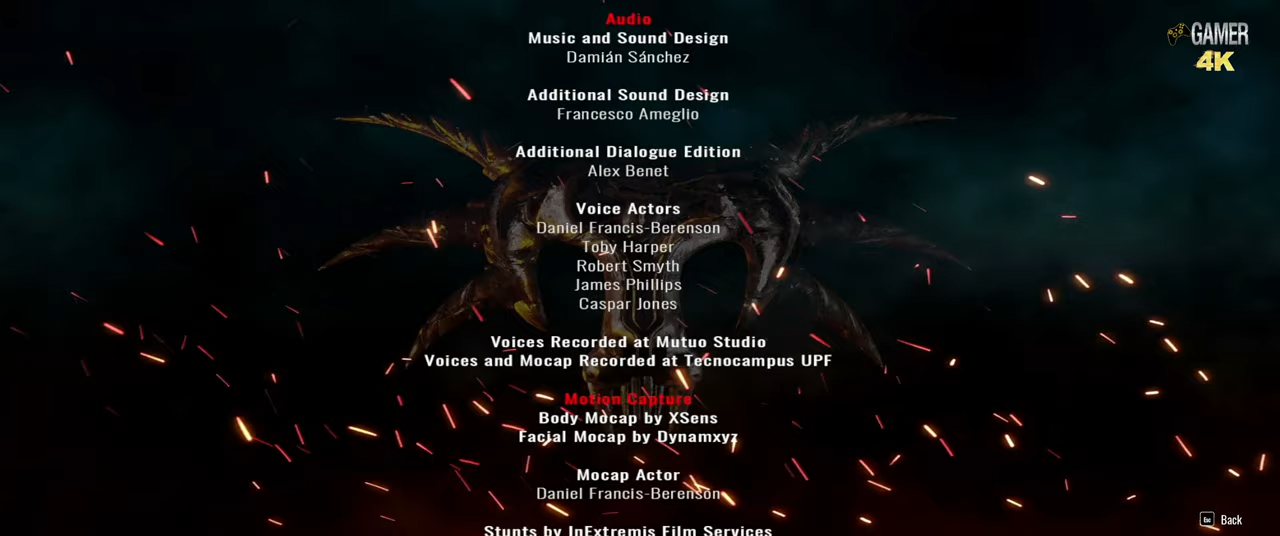 Audio
Music and Sound Design
Damián Sánchez
Additional Sound Design
Francesco Ameglio
Additional Dialogue Edition
Alex Benet
Voice Actors
Daniel Francis-Berenson
Toby Harper
Robert Smyth
James Phillips
Caspar Jones
Voices Recorded at Mutuo Studio
Voices and Mocap Recorded at Tecnocampus UPF
Motion Capture
Body Mocap by XSens
Facial Mocap by Dynamxyz
Mocap Actor
Daniel Francis-Berenson
Stunts by InExtremis Film Services
GAMER
4K
Esc Back